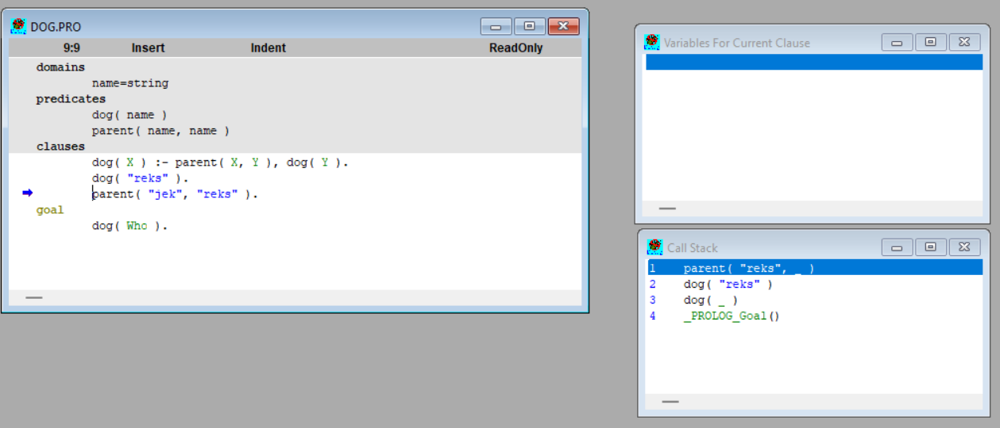 DOG.PRO
9:9 Insert Indent ReadOnly
domains
name=string
predicates
dog( name )
parent( name, name )
clauses
dog( X ) :- parent( X, Y ), dog( Y ).
dog( "reks" ).
parent( "jek", "reks" ).
goal
dog( Who ).
Variables For Current Clause
Call Stack
1 parent( "reks", _ )
2 dog( "reks" )
3 dog( _ )
4 _PROLOG_Goal()